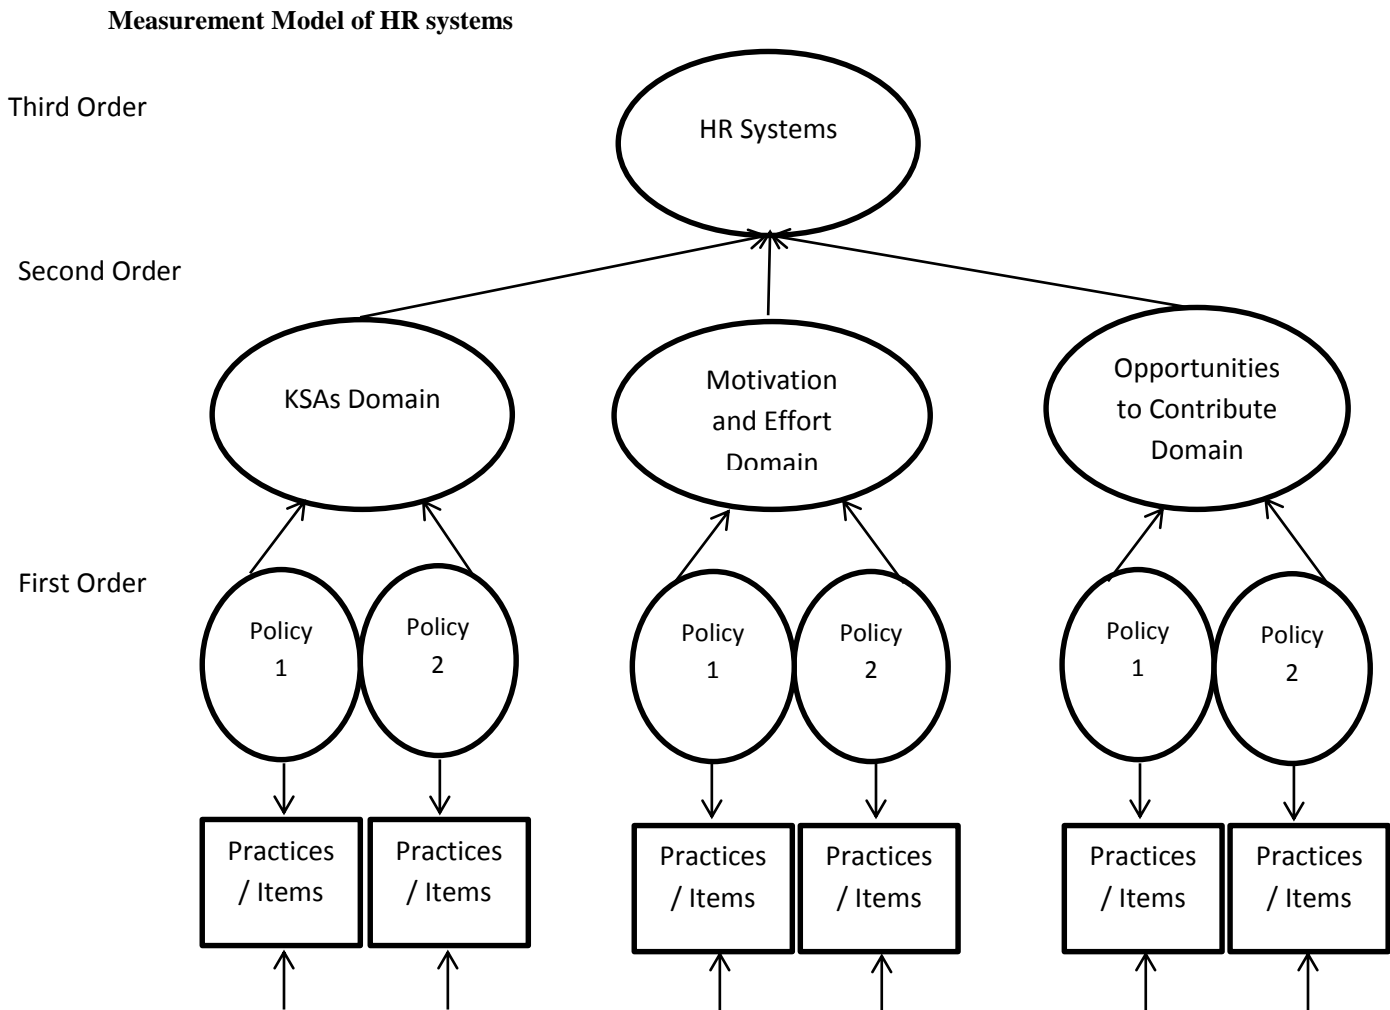 Measurement Model of HR systems
Third Order
HR Systems
Second Order
KSAs Domain
Motivation
and Effort
Domain
Opportunities
to Contribute
Domain
First Order
Policy
1
Policy
2
Policy
1
Policy
2
Policy
1
Policy
2
Practices
/ Items
Practices
/ Items
Practices
/ Items
Practices
/ Items
Practices
/ Items
Practices
/ Items